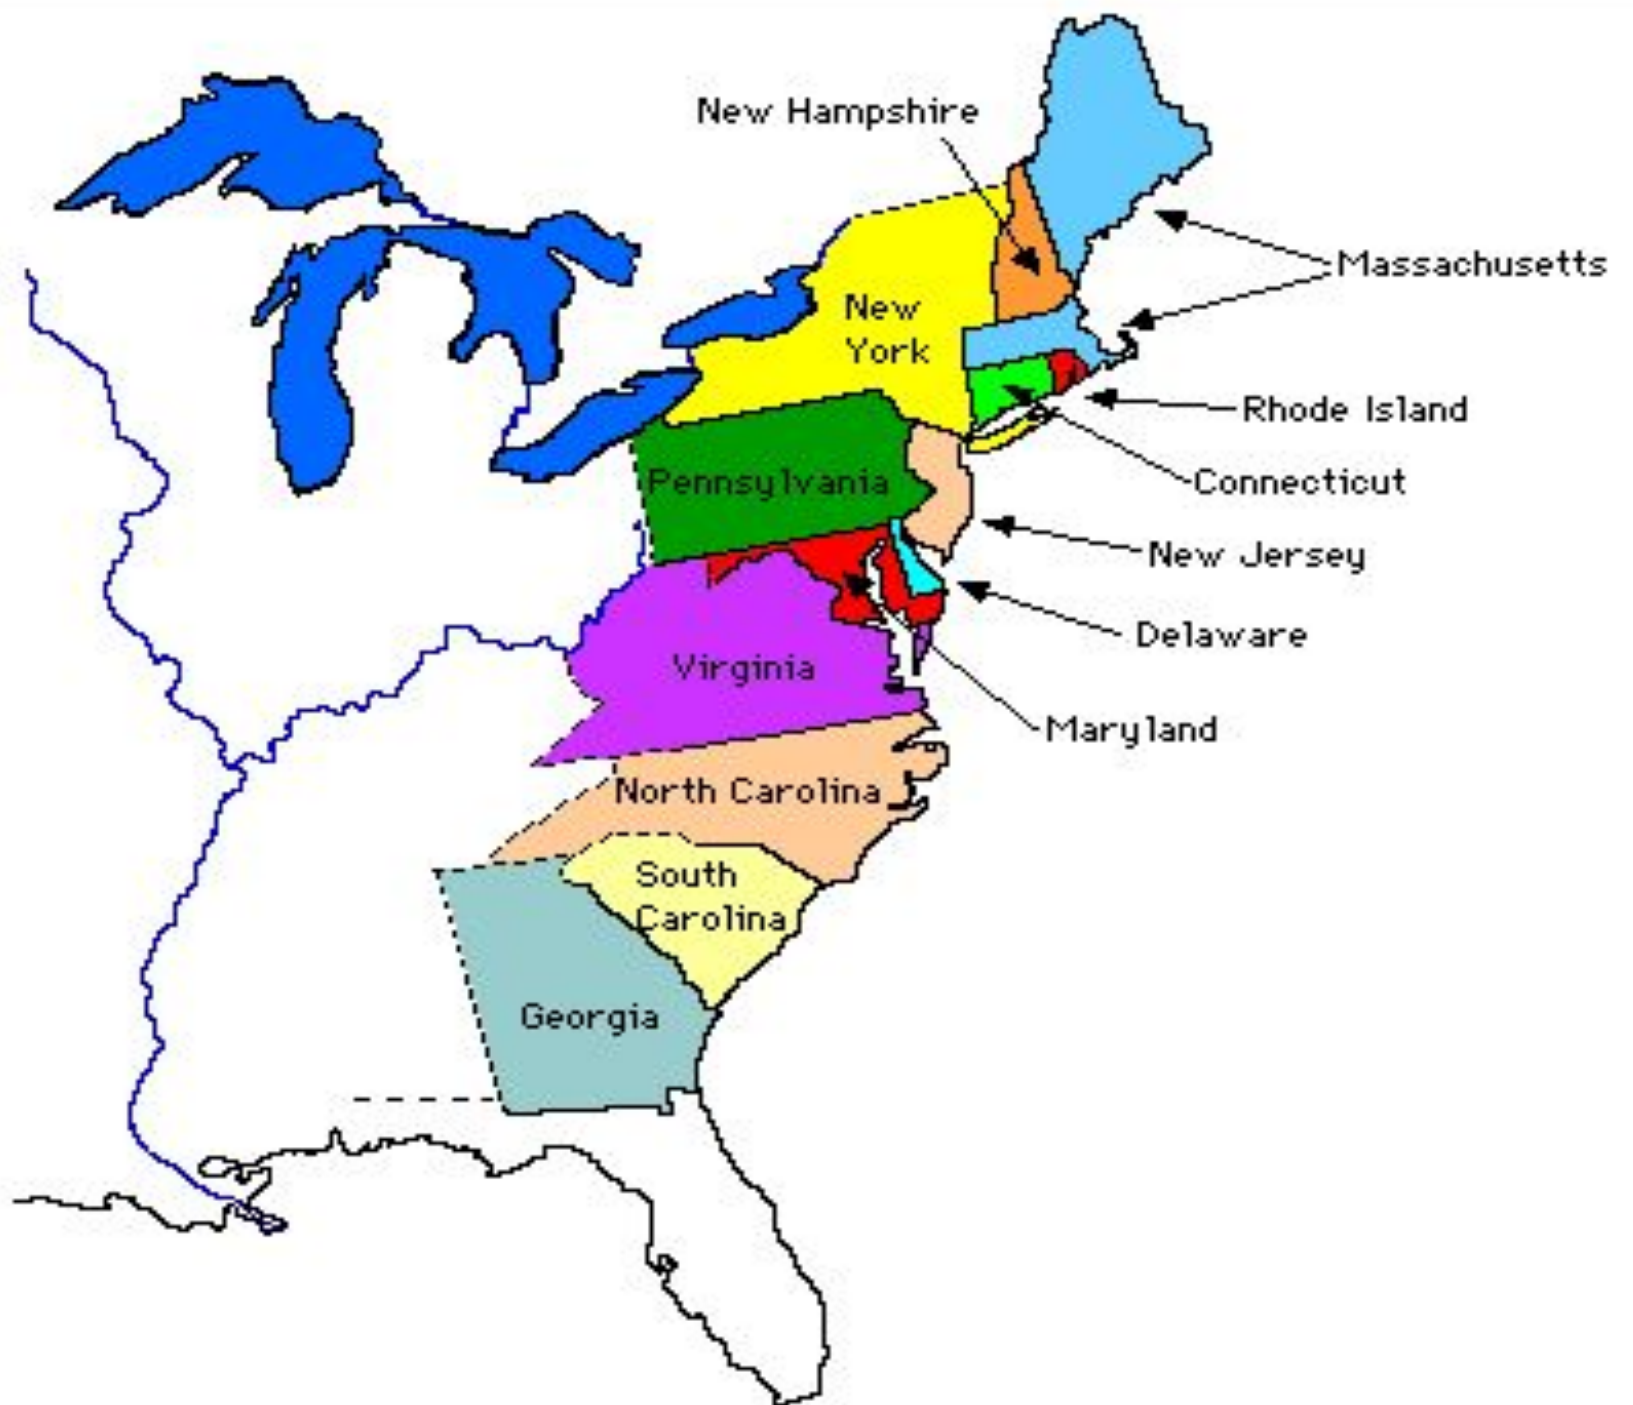 New Hampshire
Massachusetts
New
York
Rhode Island
Pennsylvania
Connecticut
New Jersey
Delaware
Virginia
Maryland
North Carolina
South
Carolina
Georgia